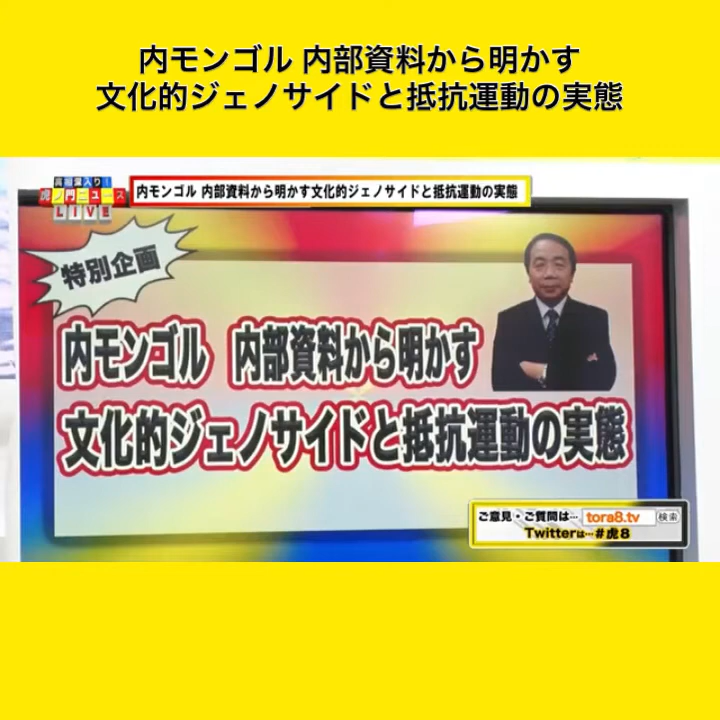 内モンゴル 内部資料から明かす
文化的ジェノサイドと抵抗運動の実態
真相深入り!
虎ノ門ニュース
LIVE
内モンゴル 内部資料から明かす文化的ジェノサイドと抵抗運動の実態
特別企画
内モンゴル 内部資料から明かす
文化的ジェノサイドと抵抗運動の実態
ご意見・ご質問は… tora8.tv 検索
Twitterは…#虎8